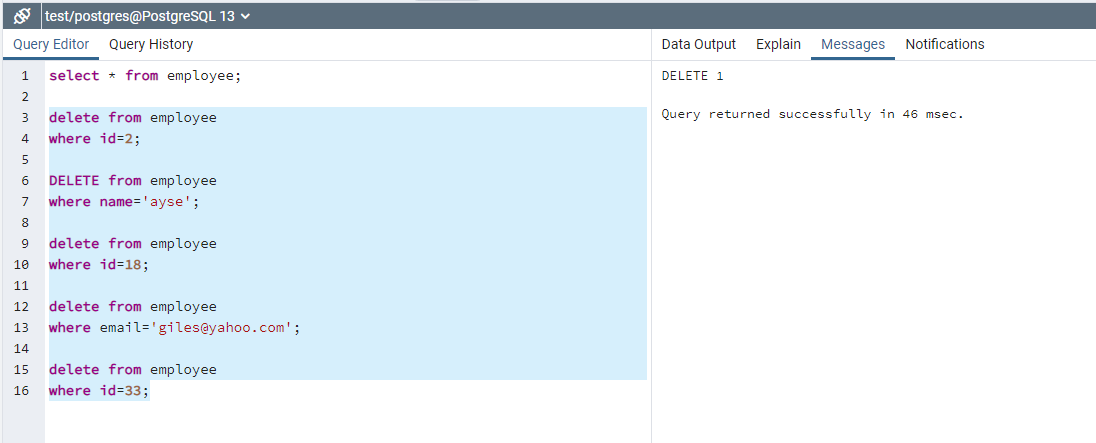 test/postgres@PostgreSQL 13
Query Editor Query History
1 select * from employee;
2
3 delete from employee
4 where id=2;
5
6 DELETE from employee
7 where name='ayse';
8
9 delete from employee
10 where id=18;
11
12 delete from employee
13 where email='giles@yahoo.com';
14
15 delete from employee
16 where id=33;
Data Output Explain Messages Notifications
DELETE 1
Query returned successfully in 46 msec.